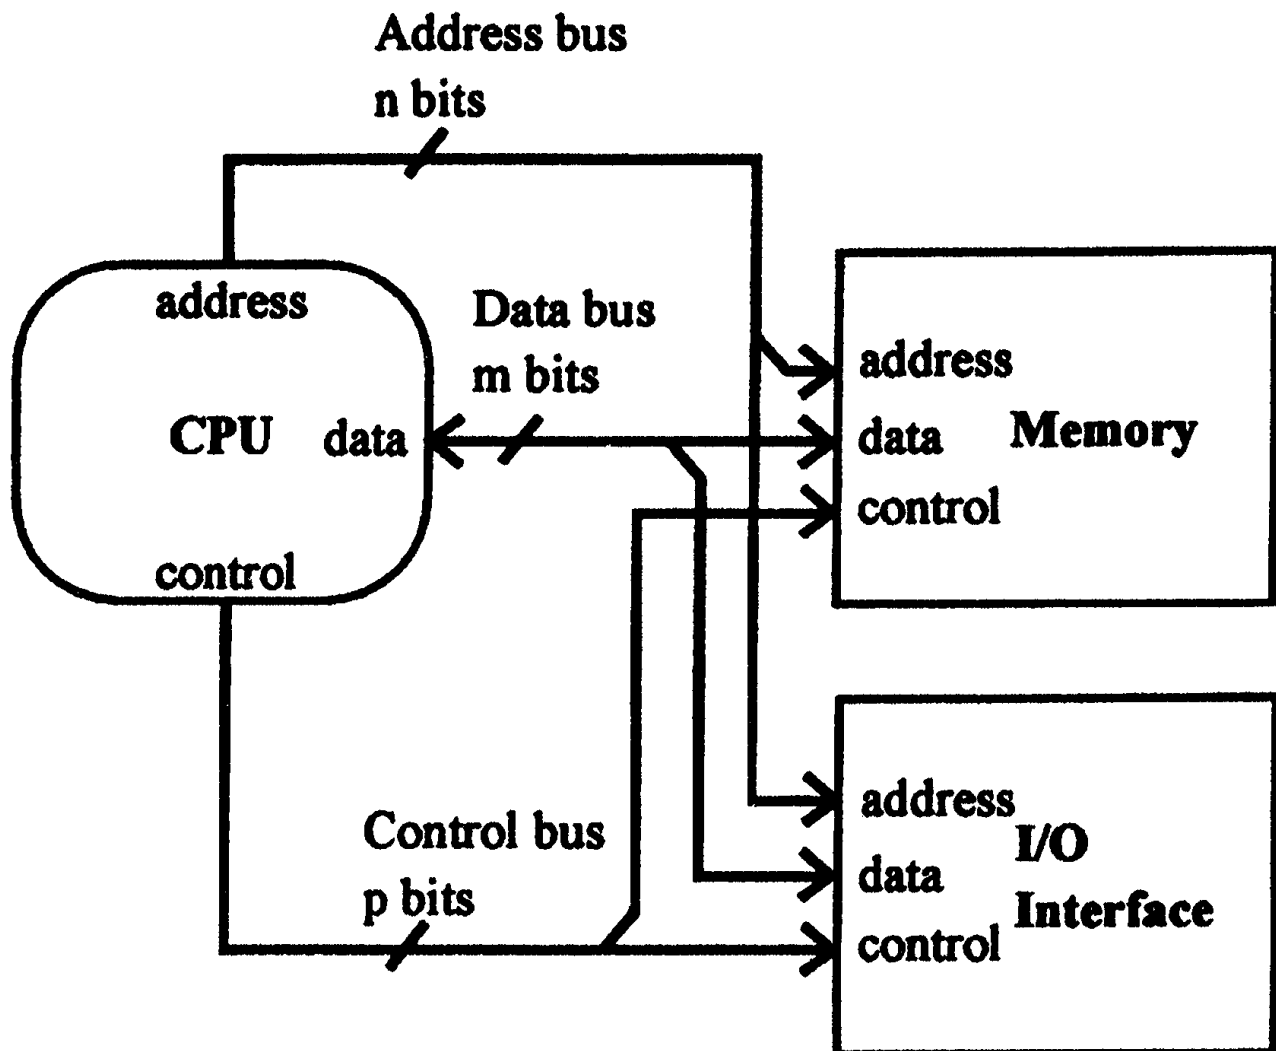 Address bus
n bits
address
CPU
data
control
Data bus
m bits
address
data
control
Memory
Control bus
p bits
address
data
control
I/O
Interface